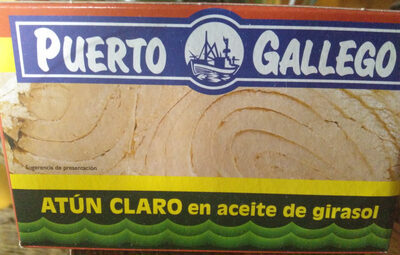 PUERTO GALLEGO
Sugerencia de presentación
ATÚN CLARO en aceite de girasol